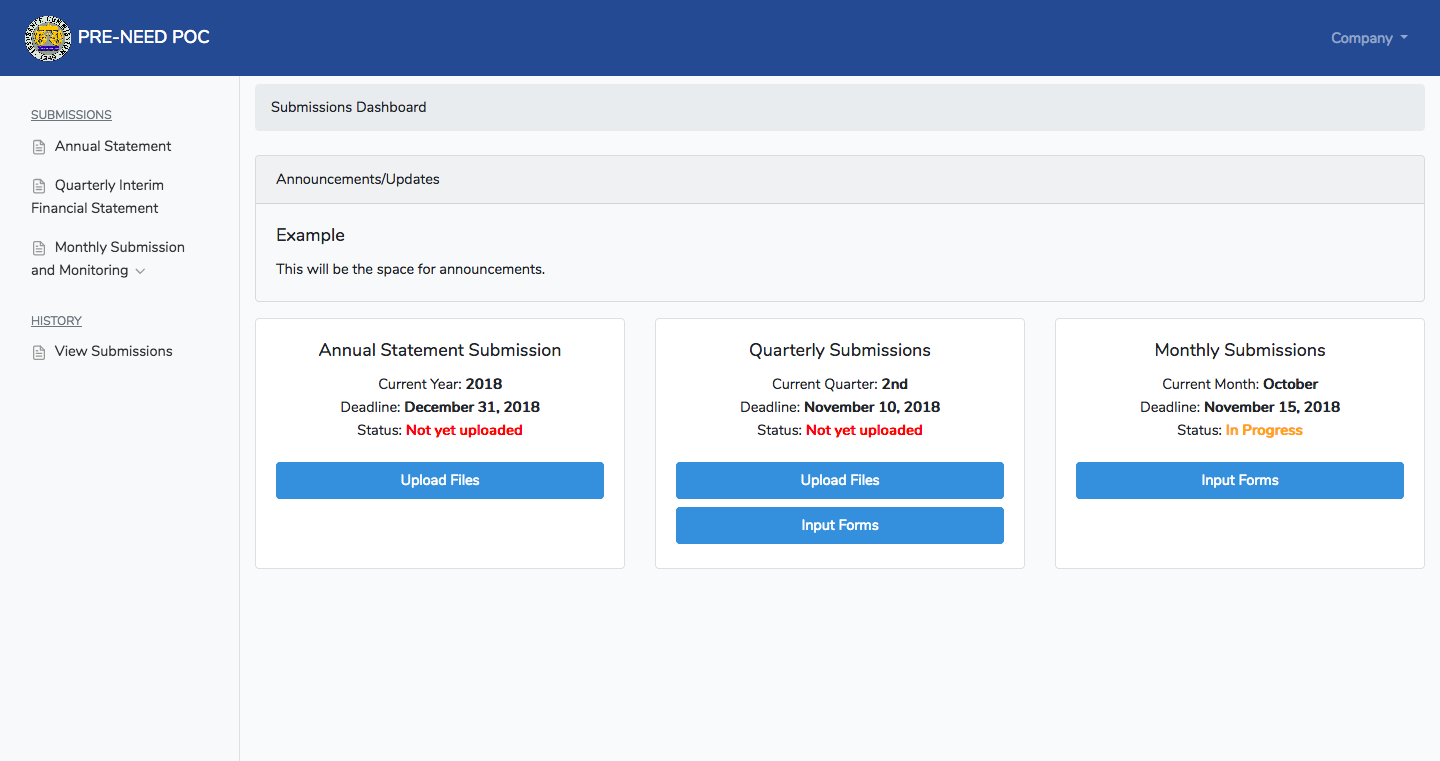 PRE-NEED POC
Company
SUBMISSIONS
Annual Statement
Quarterly Interim
Financial Statement
Monthly Submission
and Monitoring
HISTORY
View Submissions
Submissions Dashboard
Announcements/Updates
Example
This will be the space for announcements.
Annual Statement Submission
Current Year: 2018
Deadline: December 31, 2018
Status: Not yet uploaded
Upload Files
Quarterly Submissions
Current Quarter: 2nd
Deadline: November 10, 2018
Status: Not yet uploaded
Upload Files
Input Forms
Monthly Submissions
Current Month: October
Deadline: November 15, 2018
Status: In Progress
Input Forms